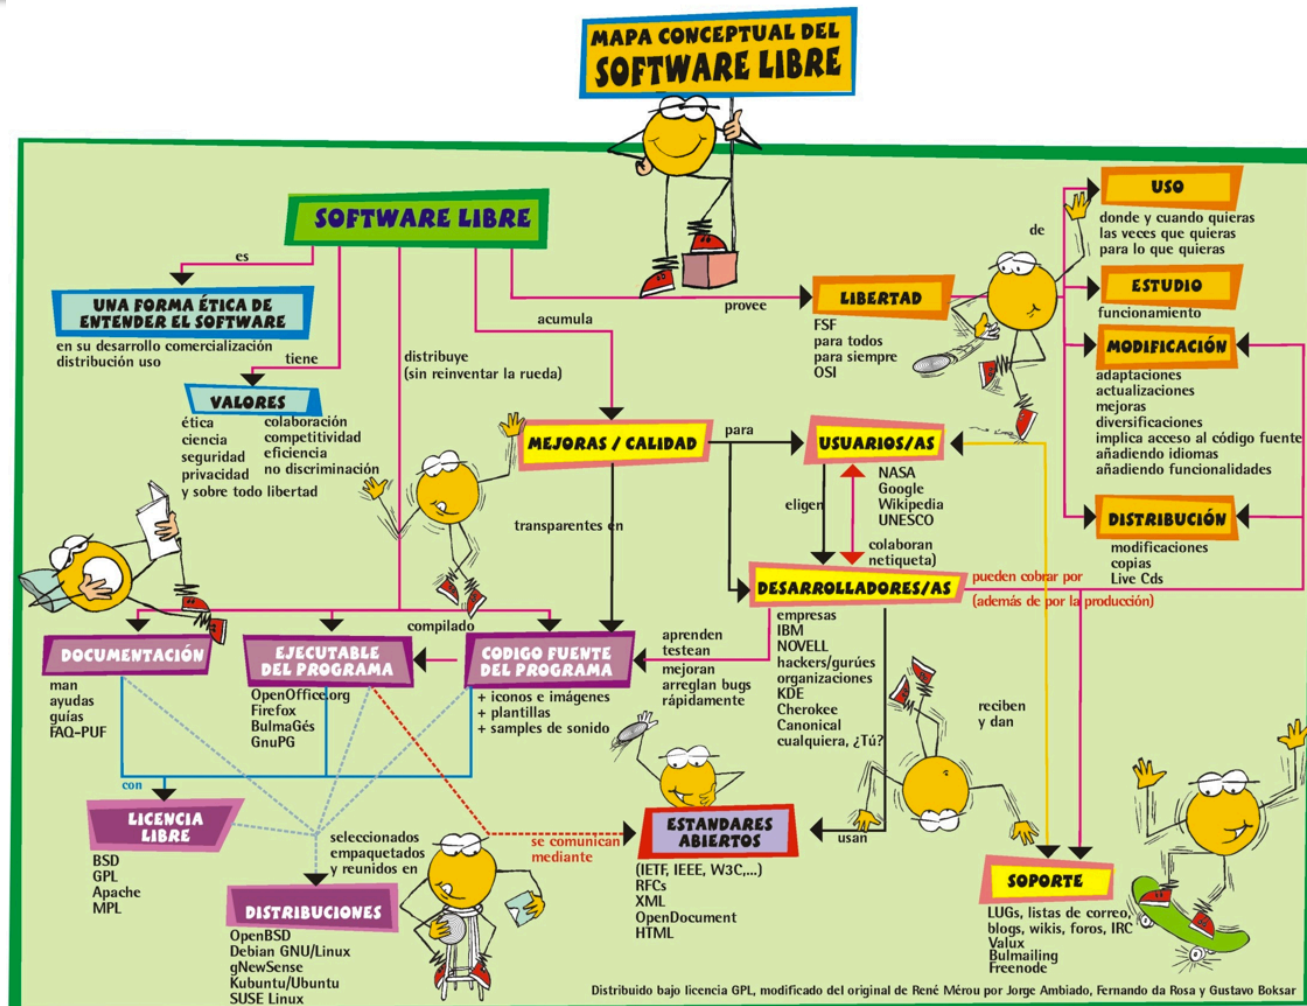 MAPA CONCEPTUAL DEL
SOFTWARE LIBRE
SOFTWARE LIBRE
es
UNA FORMA ÉTICA DE
ENTENDER EL SOFTWARE
en su desarrollo comercialización
distribución uso
tiene
VALORES
ética
ciencia
seguridad
privacidad
y sobre todo libertad
colaboración
competitividad
eficiencia
no discriminación
distribuye
(sin reinventar la rueda)
acumula
provee
LIBERTAD
FSF
para todos
para siempre
OSI
de
USO
donde y cuando quieras
las veces que quieras
para lo que quieras
ESTUDIO
funcionamiento
MODIFICACIÓN
adaptaciones
actualizaciones
mejoras
diversificaciones
implica acceso al código fuente
añadiendo idiomas
añadiendo funcionalidades
DISTRIBUCIÓN
modificaciones
copias
Live Cds
MEJORAS / CALIDAD
para
transparentes en
USUARIOS/AS
NASA
Google
Wikipedia
UNESCO
eligen
colaboran
netiqueta)
DESARROLLADORES/AS
pueden cobrar por
(además de por la producción)
empresas
IBM
NOVELL
hackers/gurúes
organizaciones
KDE
Cherokee
Canonical
cualquiera, ¿Tú?
aprenden
testean
mejoran
arreglan bugs
rápidamente
reciben
y dan
compilado
DOCUMENTACIÓN
man
ayudas
guías
FAQ-PUF
EJECUTABLE
DEL PROGRAMA
OpenOffice.org
Firefox
BulmaGés
GnuPG
CODIGO FUENTE
DEL PROGRAMA
+ iconos e imágenes
+ plantillas
+ samples de sonido
con
LICENCIA
LIBRE
BSD
GPL
Apache
MPL
seleccionados
empaquetados
y reunidos en
DISTRIBUCIONES
OpenBSD
Debian GNU/Linux
gNewSense
Kubuntu/Ubuntu
SUSE Linux
se comunican
mediante
ESTANDARES
ABIERTOS
(IETF, IEEE, W3C,...)
RFCs
XML
OpenDocument
HTML
usan
SOPORTE
LUGs, listas de correo,
blogs, wikis, foros, IRC
Valux
Bulmailing
Freenode
Distribuido bajo licencia GPL, modificado del original de René Mérou por Jorge Ambiado, Fernando da Rosa y Gustavo Boksar